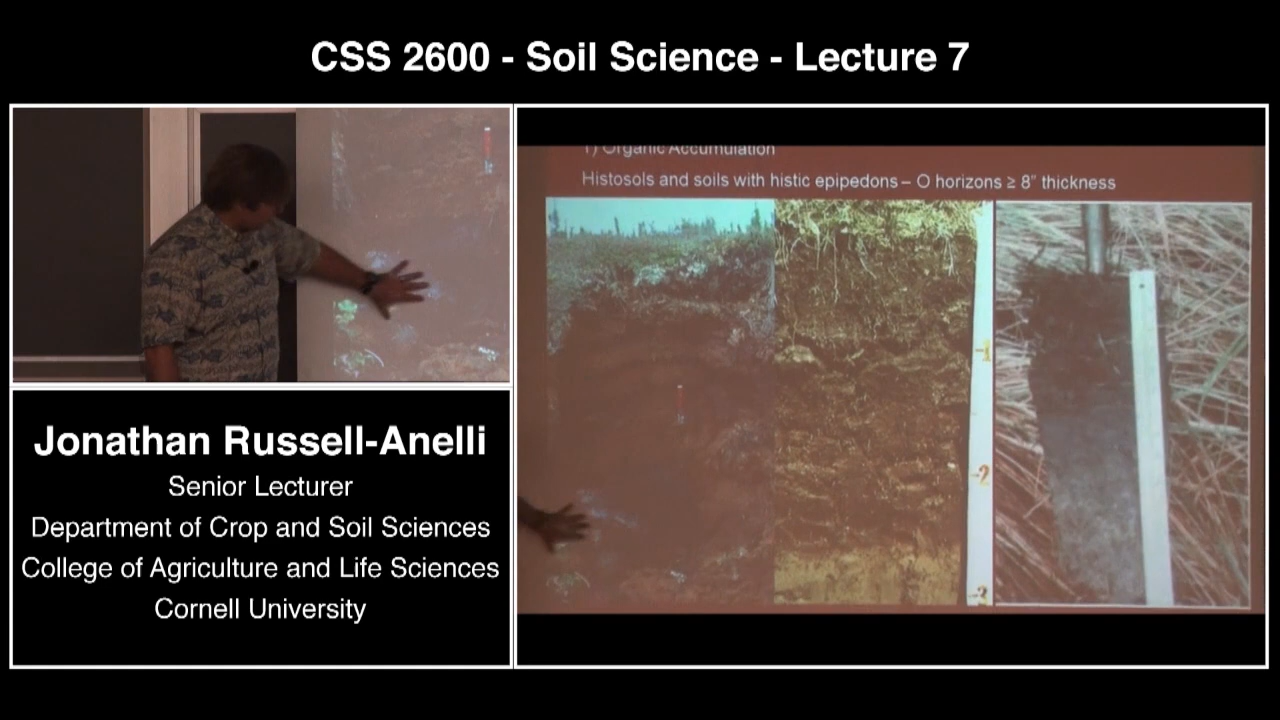 CSS 2600 - Soil Science - Lecture 7
1) Organic Accumulation
Histosols and soils with histic epipedons – O horizons ≥ 8" thickness
-1
-2
-3
Jonathan Russell-Anelli
Senior Lecturer
Department of Crop and Soil Sciences
College of Agriculture and Life Sciences
Cornell University